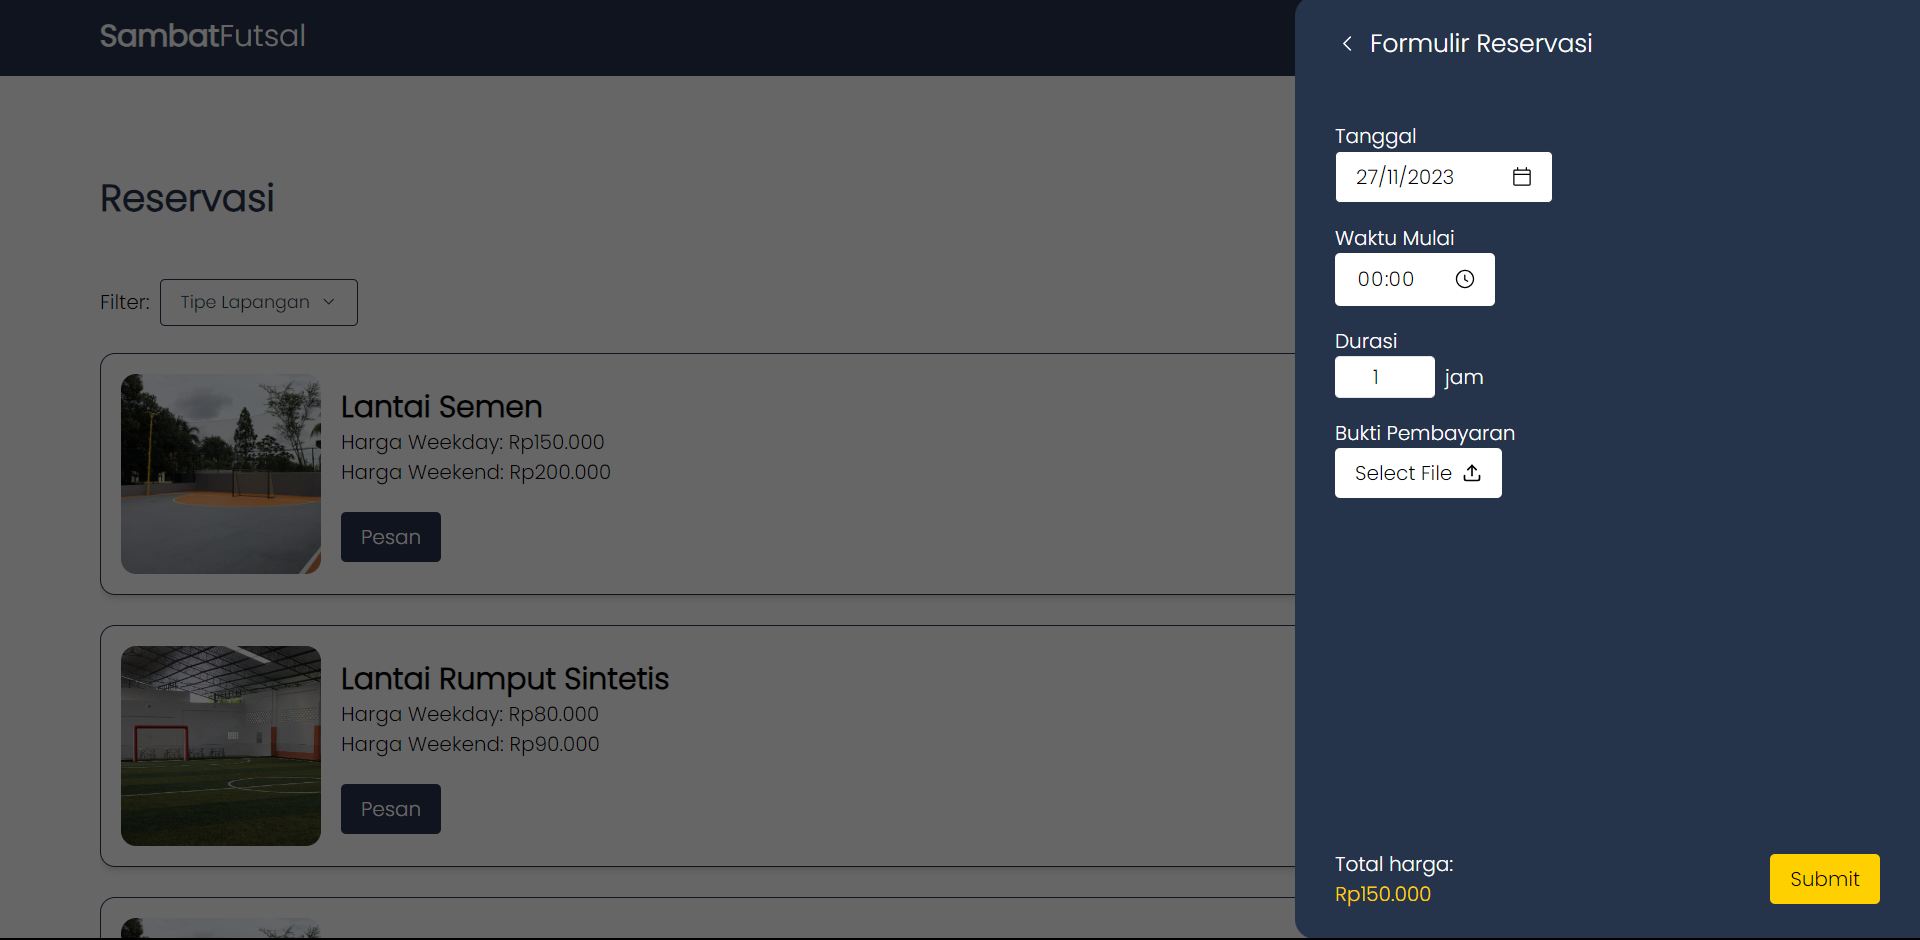 SambatFutsal
Reservasi
Filter: Tipe Lapangan
Lantai Semen
Harga Weekday: Rp150.000
Harga Weekend: Rp200.000
Pesan
Lantai Rumput Sintetis
Harga Weekday: Rp80.000
Harga Weekend: Rp90.000
Pesan
Formulir Reservasi
Tanggal
27/11/2023
Waktu Mulai
00:00
Durasi
1 jam
Bukti Pembayaran
Select File
Total harga:
Rp150.000
Submit